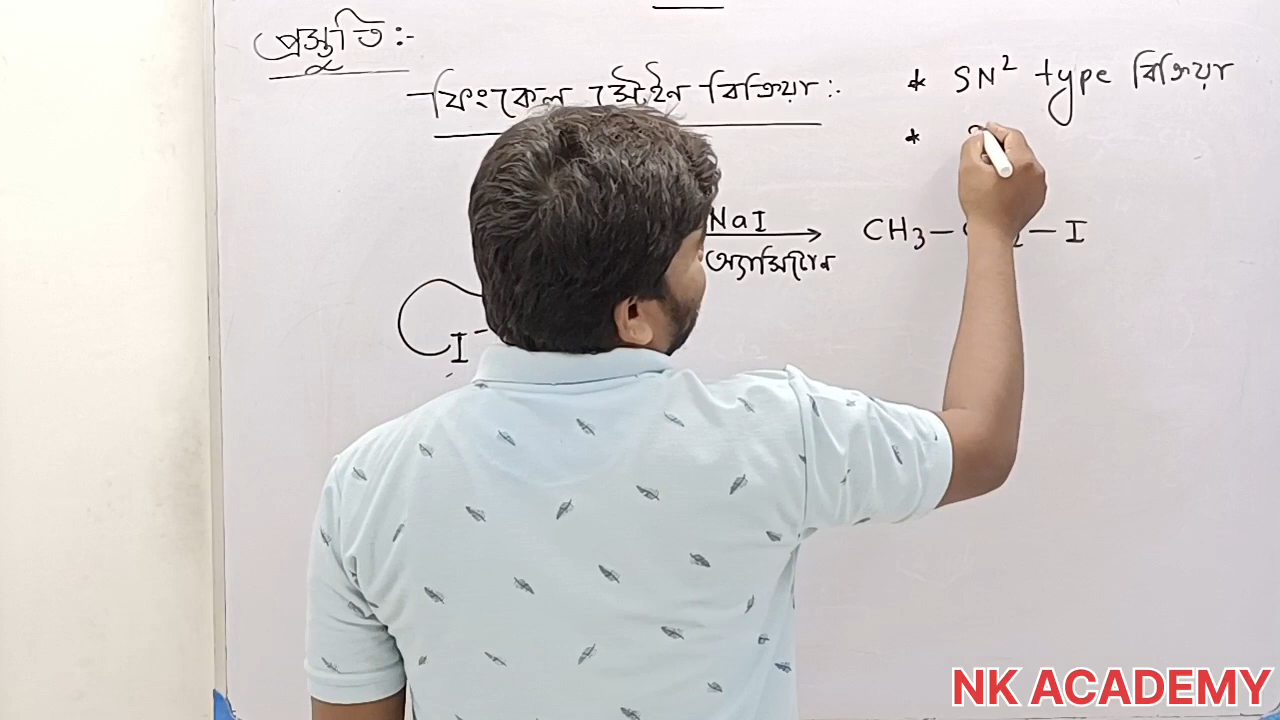 প্রস্তুতি :-
ফিংকেল স্টেইন বিক্রিয়া :-
* SN² type বিক্রিয়া
*
NaI
অ্যাসিটোন
CH₃ – – I
I
NK ACADEMY